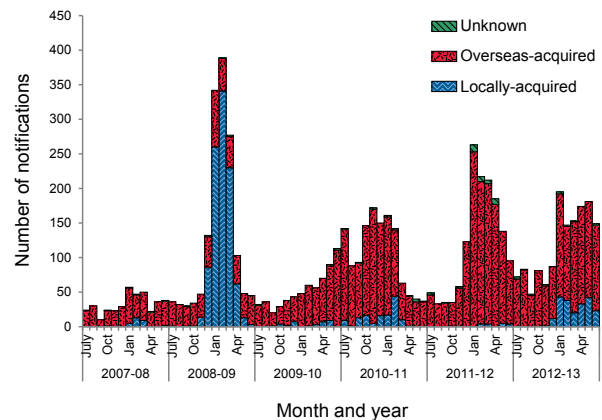 450
400
350
300
250
200
150
100
50
0
Number of notifications
Unknown
Overseas-acquired
Locally-acquired
July Oct Jan Apr July Oct Jan Apr July Oct Jan Apr July Oct Jan Apr July Oct Jan Apr July Oct Jan Apr
2007-08 2008-09 2009-10 2010-11 2011-12 2012-13
Month and year